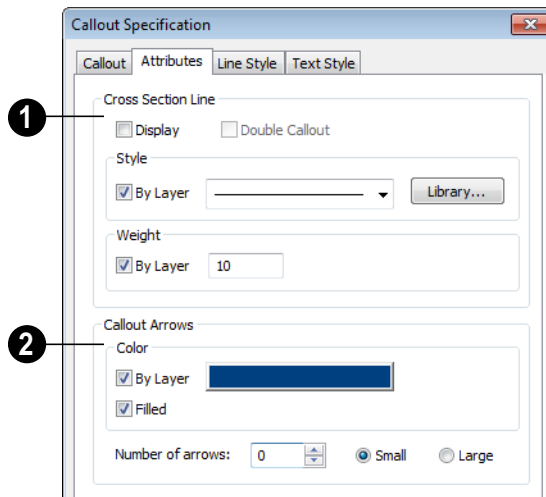 Callout Specification
Callout Attributes Line Style Text Style
1
Cross Section Line
Display Double Callout
Style
By Layer Library...
Weight
By Layer 10
Callout Arrows
2
Color
By Layer
Filled
Number of arrows: 0 Small Large